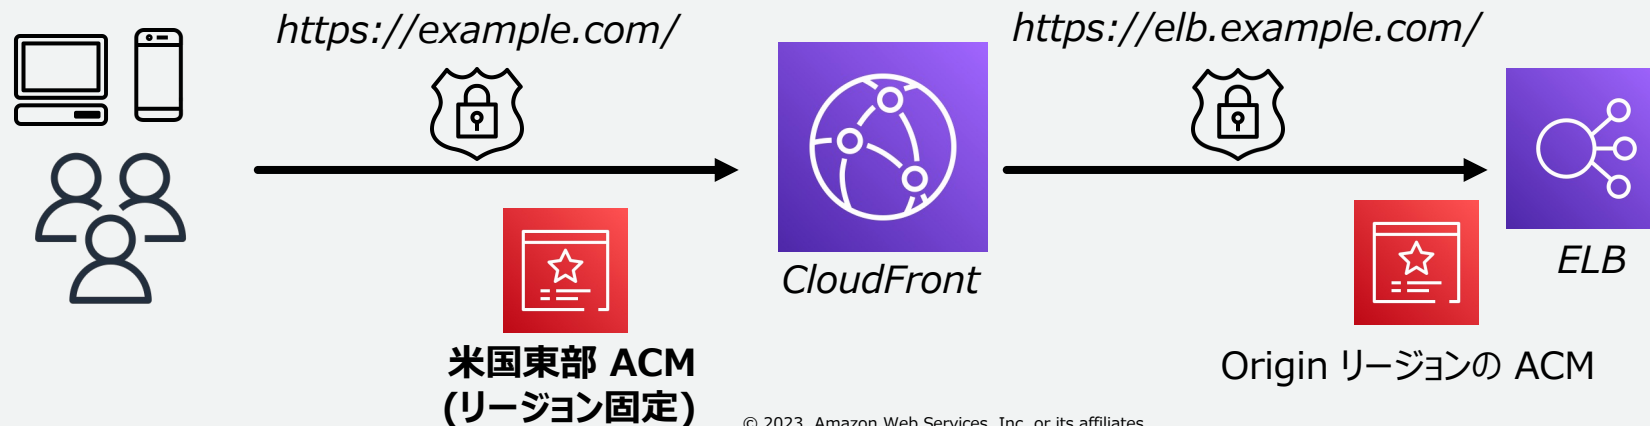 https://example.com/
https://elb.example.com/
CloudFront
ELB
米国東部 ACM
(リージョン固定)
Origin リージョンの ACM
© 2023, Amazon Web Services, Inc. or its affiliates.